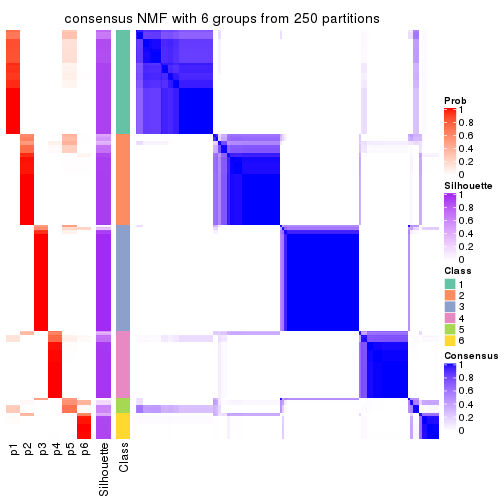 consensus NMF with 6 groups from 250 partitions
Prob
1
0.8
0.6
0.4
0.2
0
Silhouette
1
0.8
0.6
0.4
0.2
0
Class
1
2
3
4
5
6
Consensus
1
0.8
0.6
0.4
0.2
0
p1
p2
p3
p4
p5
p6
Silhouette
Class